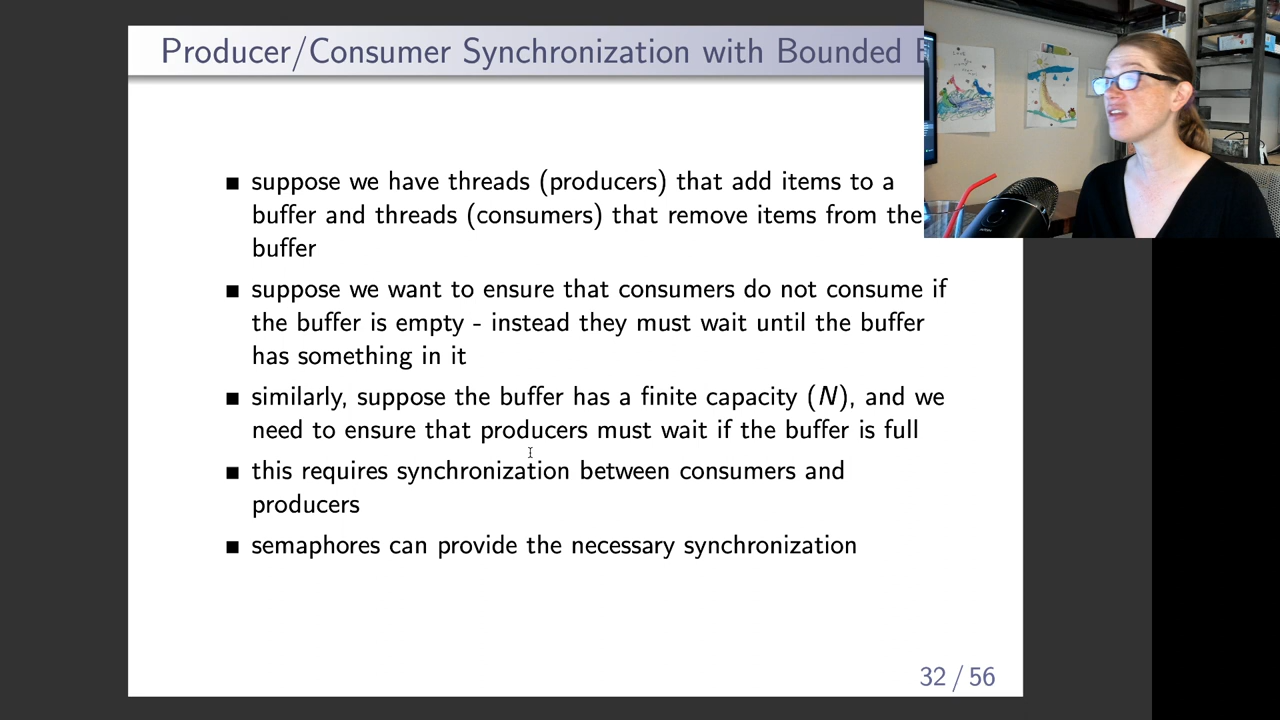 Producer/Consumer Synchronization with Bounded
■ suppose we have threads (producers) that add items to a
buffer and threads (consumers) that remove items from the
buffer
■ suppose we want to ensure that consumers do not consume if
the buffer is empty - instead they must wait until the buffer
has something in it
■ similarly, suppose the buffer has a finite capacity (N), and we
need to ensure that producers must wait if the buffer is full
■ this requires synchronization between consumers and
producers
■ semaphores can provide the necessary synchronization
32 / 56